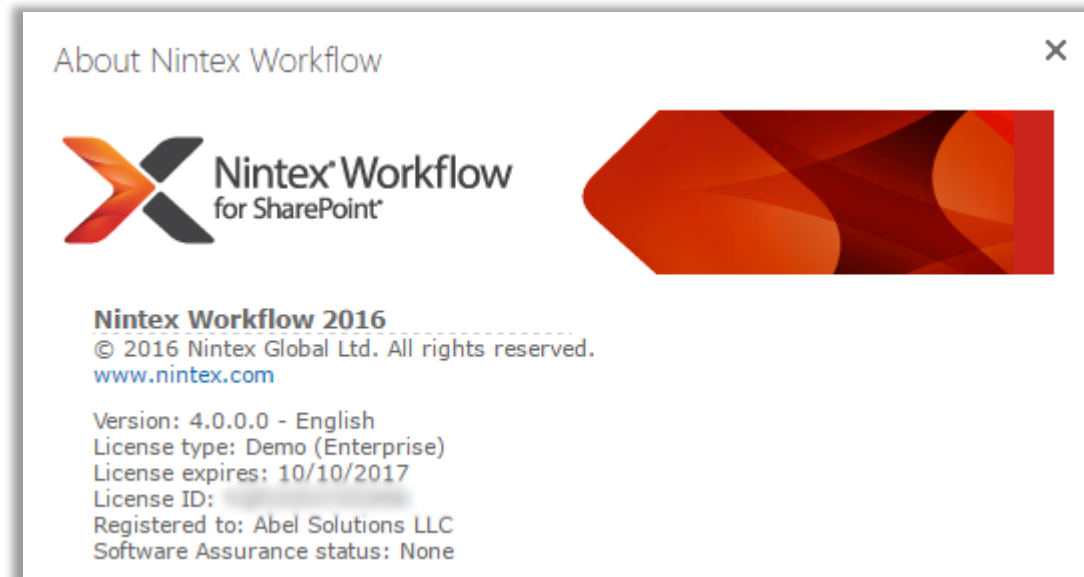 About Nintex Workflow
Nintex® Workflow
for SharePoint®
Nintex Workflow 2016
© 2016 Nintex Global Ltd. All rights reserved.
www.nintex.com
Version: 4.0.0.0 - English
License type: Demo (Enterprise)
License expires: 10/10/2017
License ID:
Registered to: Abel Solutions LLC
Software Assurance status: None